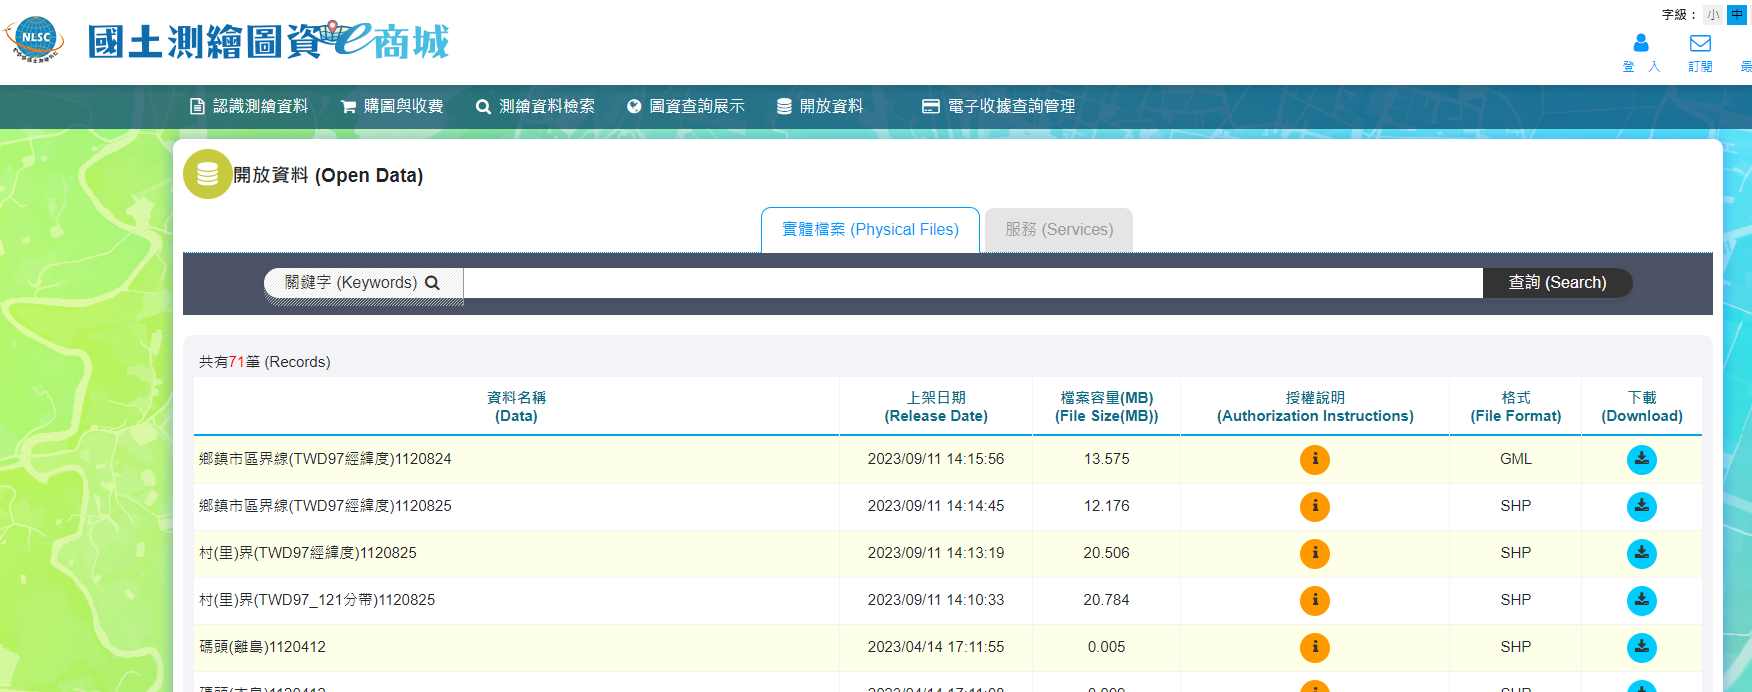 字級： 小 中
NLSC
國土測繪圖資e商城
登 入 訂閱 最
認識測繪資料 購圖與收費 測繪資料檢索 圖資查詢展示 開放資料 電子收據查詢管理
開放資料 (Open Data)
實體檔案 (Physical Files) 服務 (Services)
關鍵字 (Keywords) 查詢 (Search)
共有71筆 (Records)
資料名稱 上架日期 檔案容量(MB) 授權說明 格式 下載
(Data) (Release Date) (File Size(MB)) (Authorization Instructions) (File Format) (Download)
鄉鎮市區界線(TWD97經緯度)1120824 2023/09/11 14:15:56 13.575 GML
鄉鎮市區界線(TWD97經緯度)1120825 2023/09/11 14:14:45 12.176 SHP
村(里)界(TWD97經緯度)1120825 2023/09/11 14:13:19 20.506 SHP
村(里)界(TWD97_121分帶)1120825 2023/09/11 14:10:33 20.784 SHP
碼頭(離島)1120412 2023/04/14 17:11:55 0.005 SHP